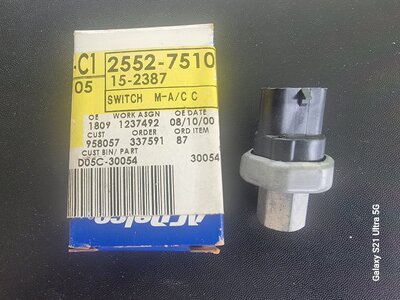 C1 2552-7510
05 15-2387
SWITCH M-A/C C
OE WORK ASGN OE DATE
1809 1237492 08/10/00
CUST ORDER ORD ITEM
958057 337591 87
CUST BIN/ PART
D05C-30054 30054
ACDelco
Galaxy S21 Ultra 5G